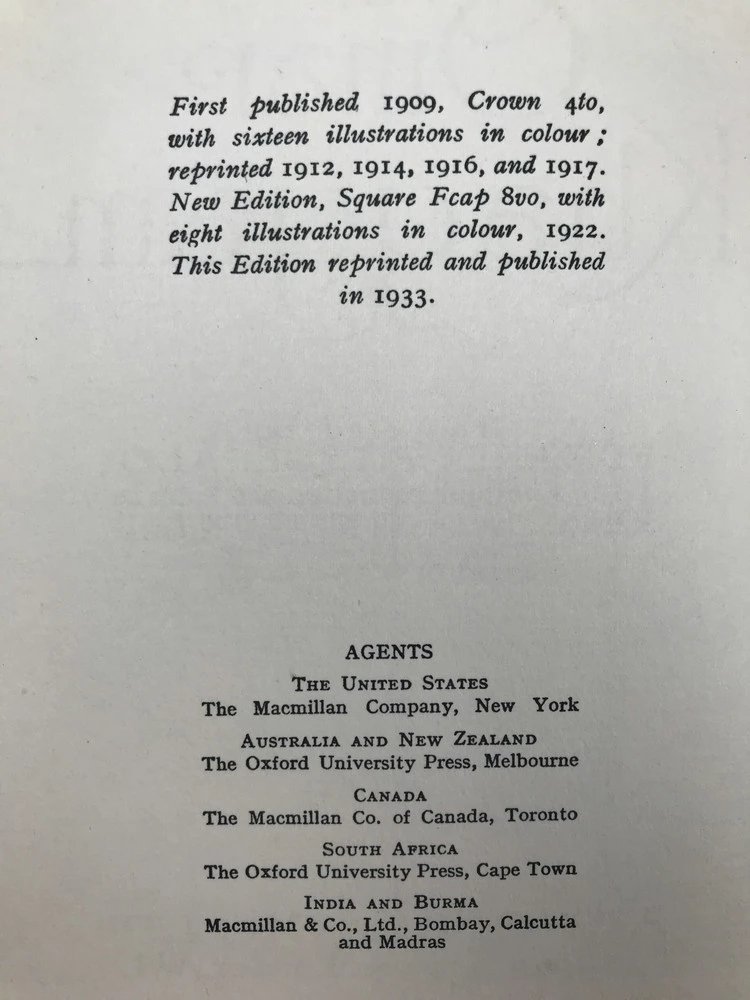 First published 1909, Crown 4to,
with sixteen illustrations in colour ;
reprinted 1912, 1914, 1916, and 1917.
New Edition, Square Fcap 8vo, with
eight illustrations in colour, 1922.
This Edition reprinted and published
in 1933.
AGENTS
The United States
The Macmillan Company, New York
Australia and New Zealand
The Oxford University Press, Melbourne
Canada
The Macmillan Co. of Canada, Toronto
South Africa
The Oxford University Press, Cape Town
India and Burma
Macmillan & Co., Ltd., Bombay, Calcutta
and Madras